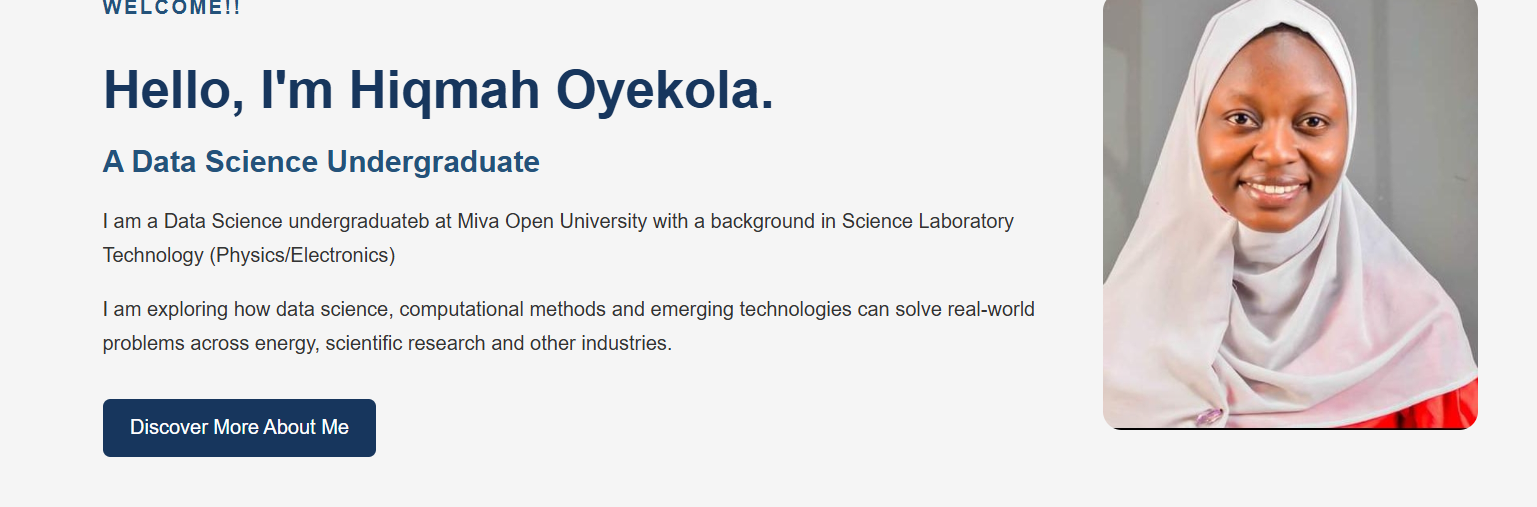 WELCOME!!
Hello, I'm Hiqmah Oyekola.
A Data Science Undergraduate
I am a Data Science undergraduateb at Miva Open University with a background in Science Laboratory
Technology (Physics/Electronics)
I am exploring how data science, computational methods and emerging technologies can solve real-world
problems across energy, scientific research and other industries.
Discover More About Me